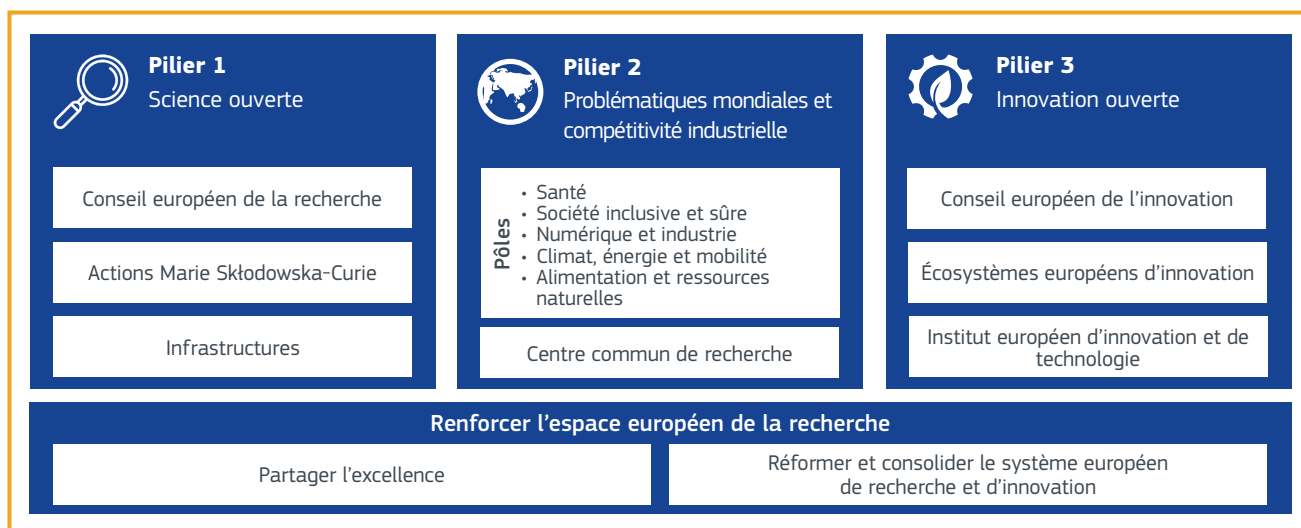 Pilier 1
Science ouverte
Conseil européen de la recherche
Actions Marie Skłodowska-Curie
Infrastructures
Pilier 2
Problématiques mondiales et
compétitivité industrielle
Pôles
• Santé
• Société inclusive et sûre
• Numérique et industrie
• Climat, énergie et mobilité
• Alimentation et ressources
naturelles
Centre commun de recherche
Pilier 3
Innovation ouverte
Conseil européen de l’innovation
Écosystèmes européens d’innovation
Institut européen d’innovation et de
technologie
Renforcer l’espace européen de la recherche
Partager l’excellence
Réformer et consolider le système européen
de recherche et d’innovation